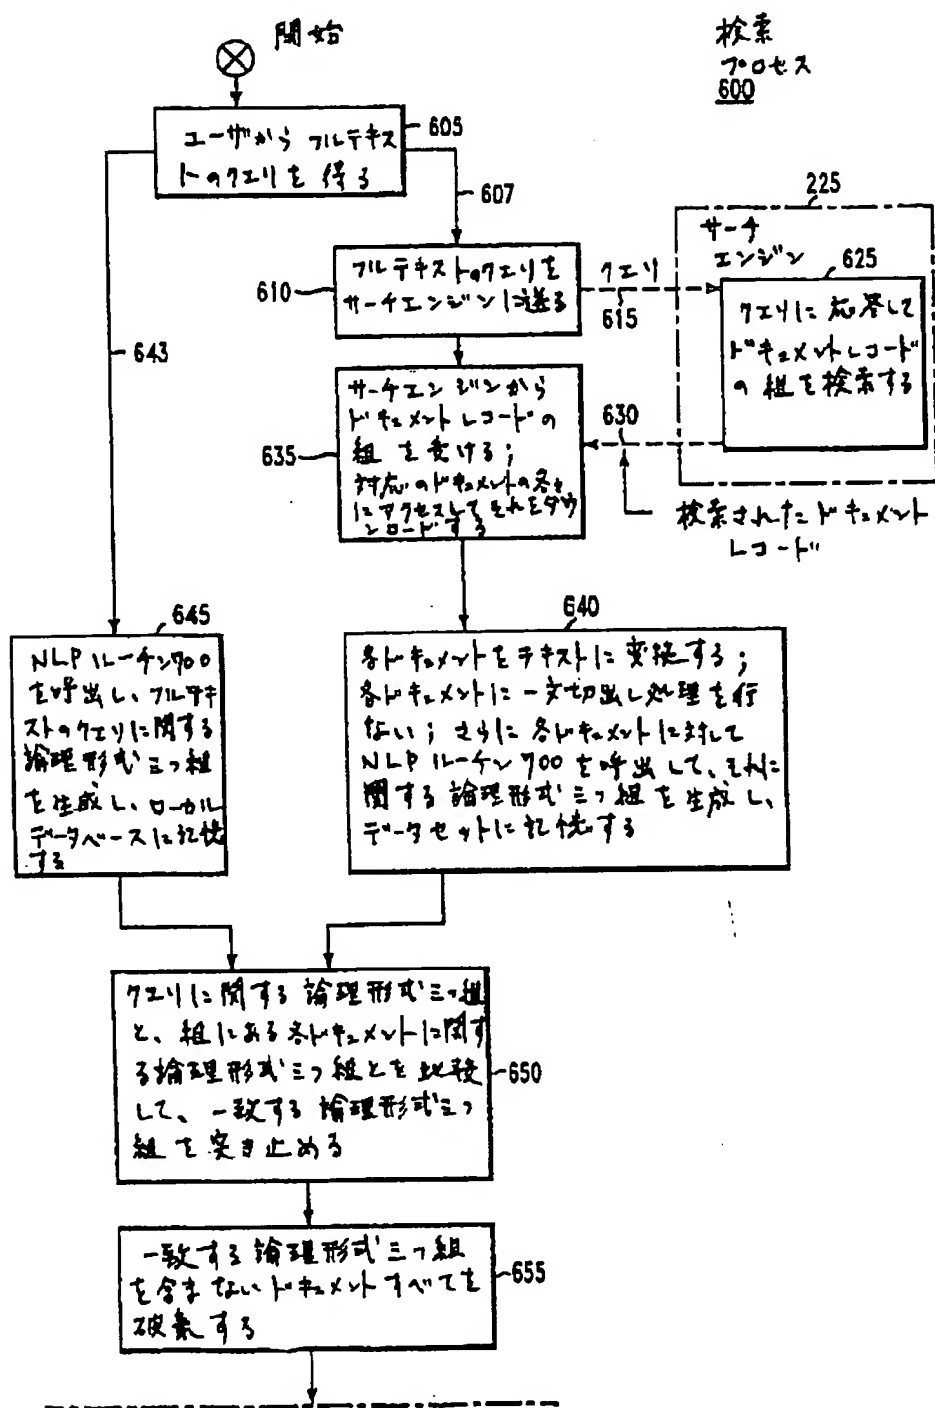 開始
検索
プロセス
600
ユーザから フルテキス
トのクエリを 得る
605
607
643
フルテキストのクエリを
サーチエンジンに送る
610
クエリ
615
225
サーチ
エンジン
625
クエリに 応答して
ドキュメントレコード
の組を検索する
サーチエンジンから
ドキュメント レコードの
組 を受ける;
対応のドキュメントの各々
にアクセスしてそれをダウ
ンロードする
635
630
検索された ドキュメント
レコード
645
NLPルーチン700
を呼出し、フルテキ
ストのクエリに関する
論理形式三つ組
を生成し、ローカル
データベースに記憶
する
640
各ドキュメントをテキストに変換する;
各ドキュメントに一文切出し処理を行
ない; さらに各ドキュメントに対して
NLPルーチン700を呼出して、それに
関する論理形式三つ組を生成し、
データセットに記憶する
クエリに関する 論理形式三つ組
と、組にある各ドキュメントに関す
る論理形式三つ組とを比較
して、一致する 論理形式三つ
組 を 突き止める
650
一致する論理形式三つ組
を含まないドキュメント すべてを
破棄する
655